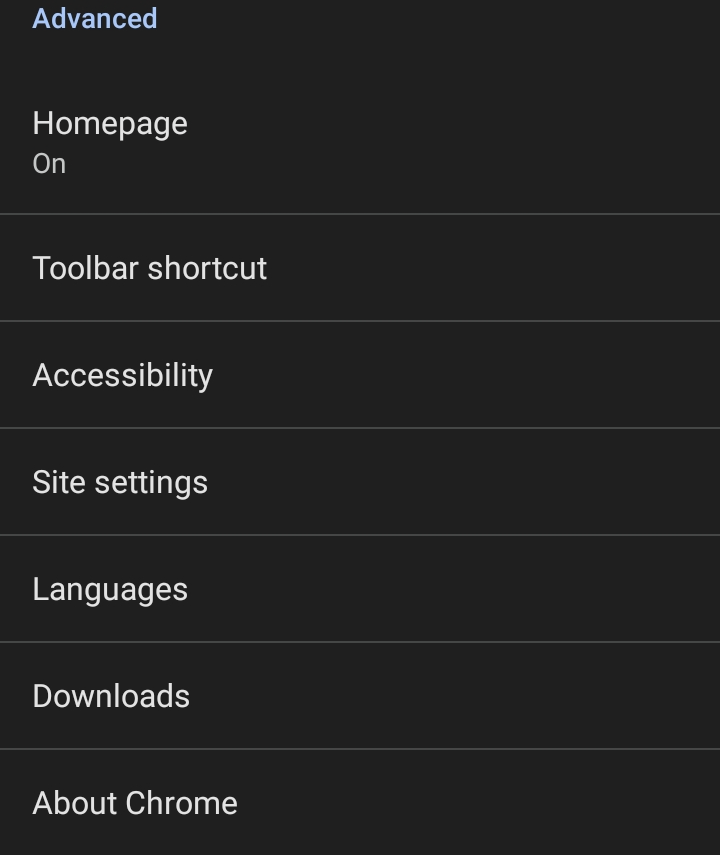 Advanced
Homepage
On
Toolbar shortcut
Accessibility
Site settings
Languages
Downloads
About Chrome